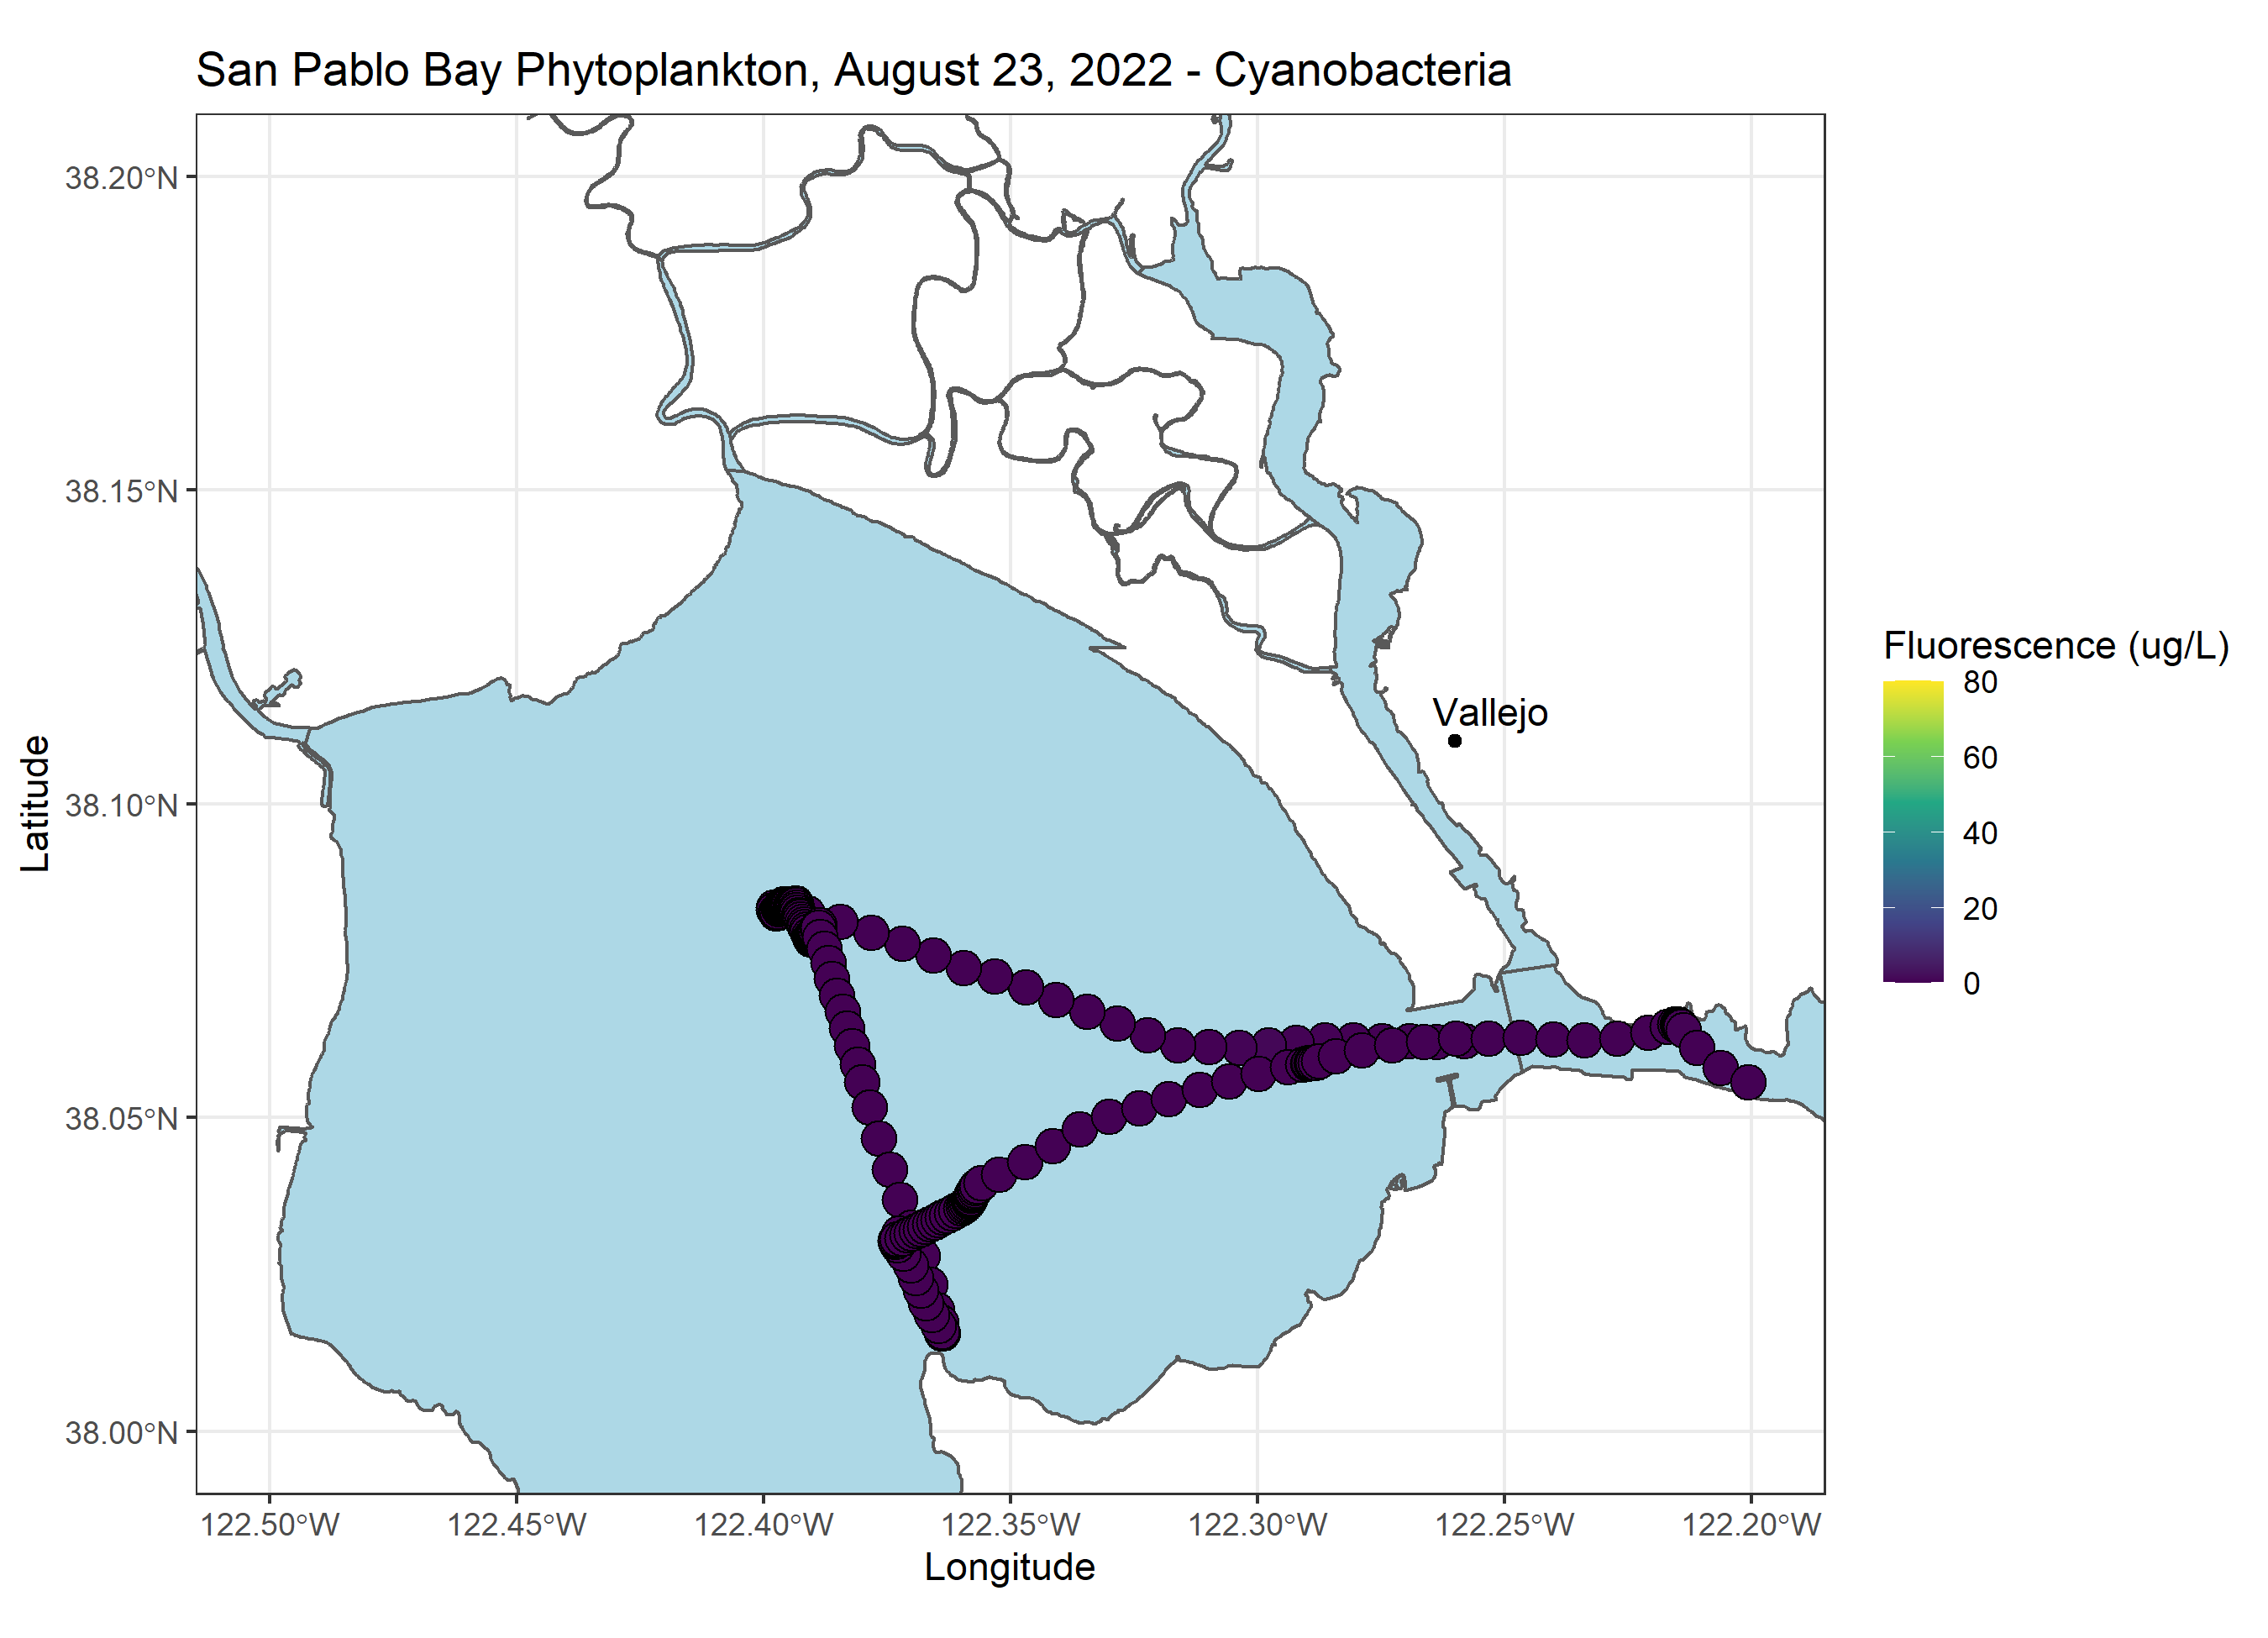 San Pablo Bay Phytoplankton, August 23, 2022 - Cyanobacteria
38.20°N
38.15°N
38.10°N
38.05°N
38.00°N
Latitude
Vallejo
122.50°W 122.45°W 122.40°W 122.35°W 122.30°W 122.25°W 122.20°W
Longitude
Fluorescence (ug/L)
80
60
40
20
0